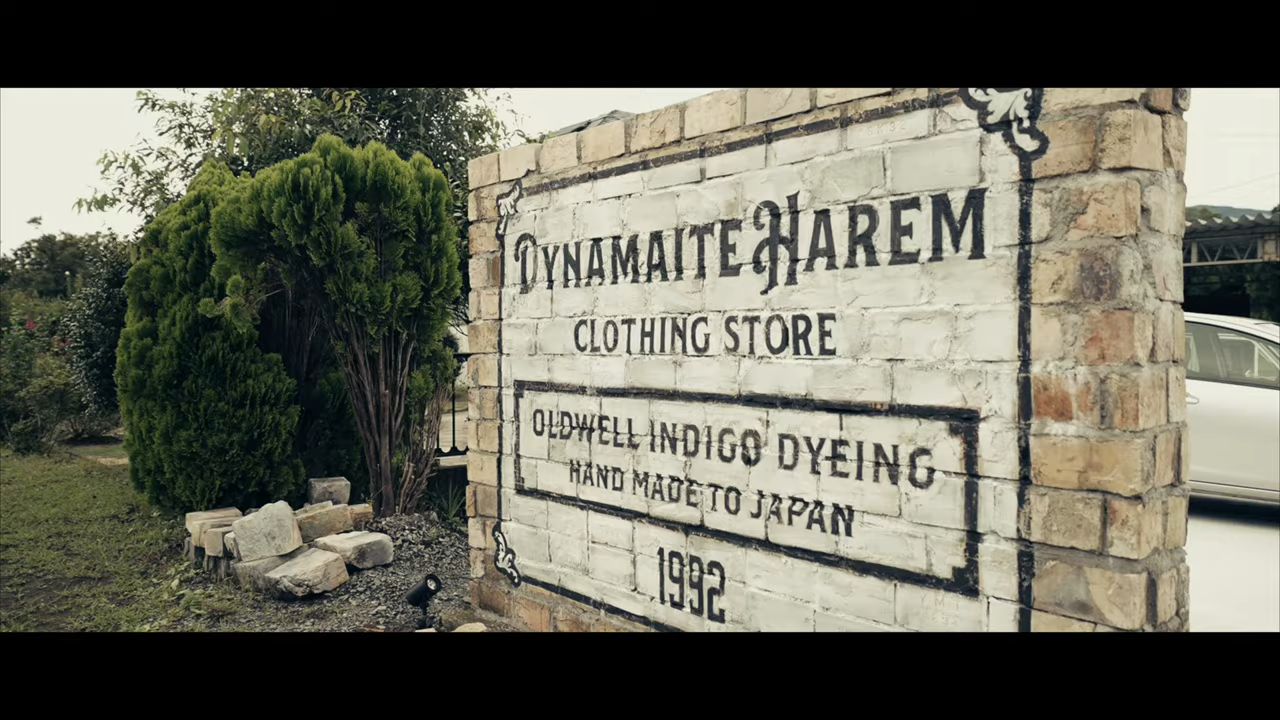 DYNAMAITE HAREM
CLOTHING STORE
OLDWELL INDIGO DYEING
HAND MADE TO JAPAN
1992